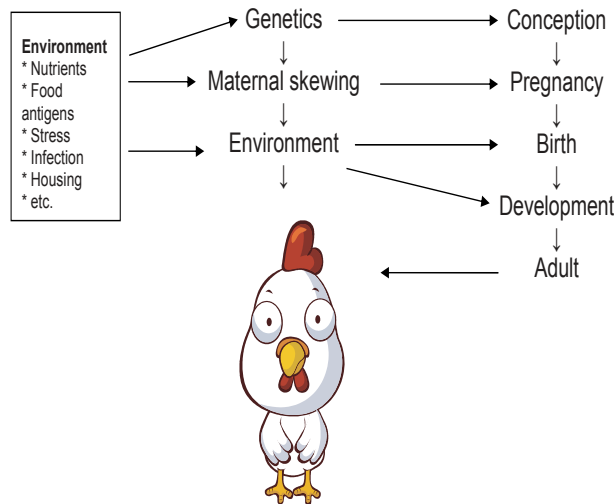 Environment
* Nutrients
* Food
antigens
* Stress
* Infection
* Housing
* etc.
Genetics
Maternal skewing
Environment
Conception
Pregnancy
Birth
Development
Adult